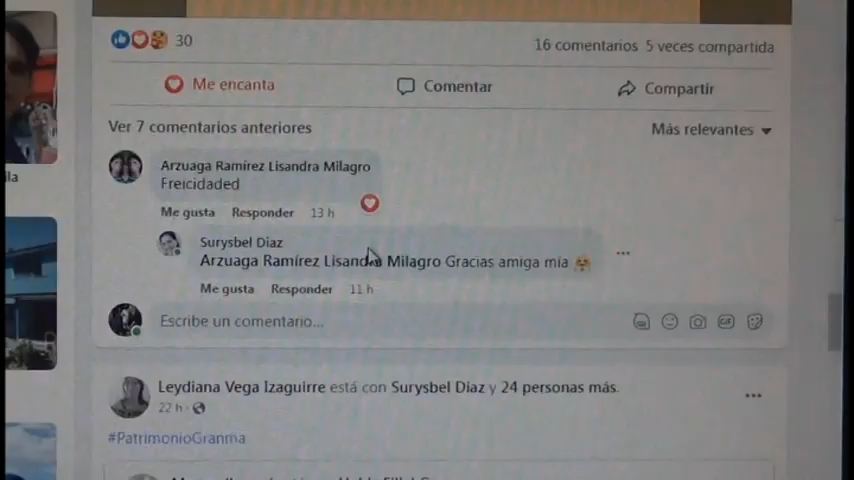 30
16 comentarios 5 veces compartida
Me encanta
Comentar
Compartir
Ver 7 comentarios anteriores
Más relevantes
Arzuaga Ramírez Lisandra Milagro
Freicidaded
Me gusta Responder 13 h
Surysbel Diaz
Arzuaga Ramírez Lisandra Milagro Gracias amiga mia
Me gusta Responder 11 h
Escribe un comentario...
GIF
Leydiana Vega Izaguirre está con Surysbel Diaz y 24 personas más.
22 h
#PatrimonioGranma